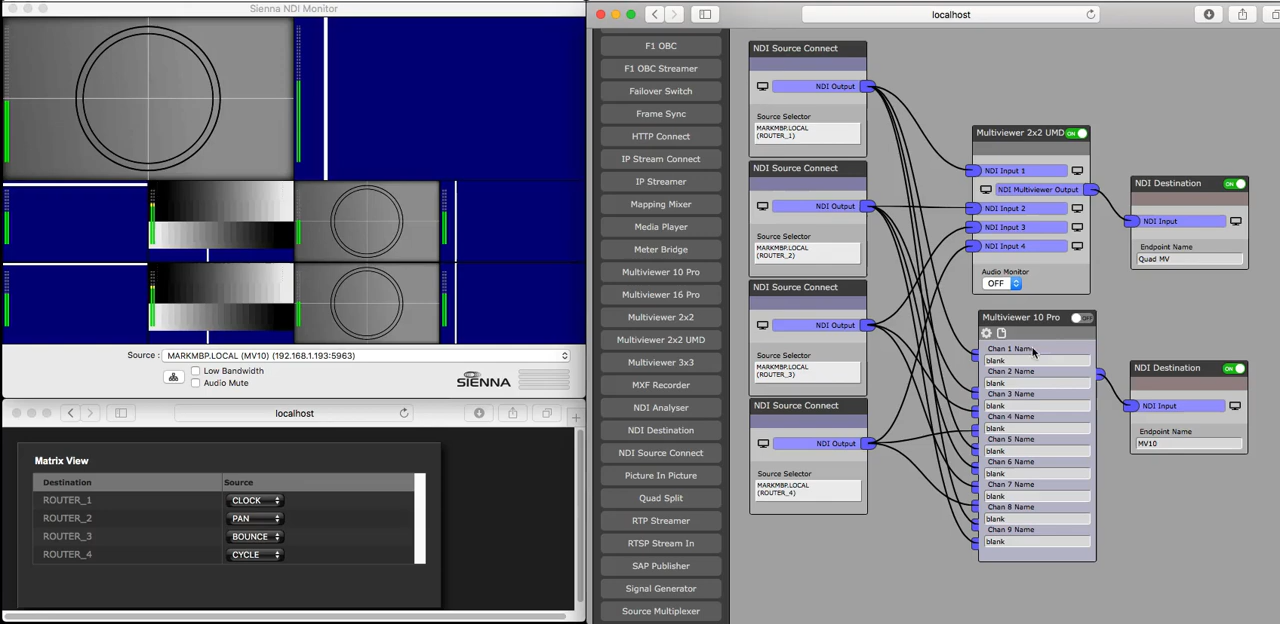 Sienna NDI Monitor
Source : MARKMBP.LOCAL (MV10) (192.168.1.193:5963)
Low Bandwidth
Audio Mute
SIENNA
localhost
Matrix View
Destination Source
ROUTER_1 CLOCK
ROUTER_2 PAN
ROUTER_3 BOUNCE
ROUTER_4 CYCLE
localhost
F1 OBC
F1 OBC Streamer
Failover Switch
Frame Sync
HTTP Connect
IP Stream Connect
IP Streamer
Mapping Mixer
Media Player
Meter Bridge
Multiviewer 10 Pro
Multiviewer 16 Pro
Multiviewer 2x2
Multiviewer 2x2 UMD
Multiviewer 3x3
MXF Recorder
NDI Analyser
NDI Destination
NDI Source Connect
Picture In Picture
Quad Split
RTP Streamer
RTSP Stream In
SAP Publisher
Signal Generator
Source Multiplexer
NDI Source Connect
NDI Output
Source Selector
MARKMBP.LOCAL
(ROUTER_1)
NDI Source Connect
NDI Output
Source Selector
MARKMBP.LOCAL
(ROUTER_2)
NDI Source Connect
NDI Output
Source Selector
MARKMBP.LOCAL
(ROUTER_3)
NDI Source Connect
NDI Output
Source Selector
MARKMBP.LOCAL
(ROUTER_4)
Multiviewer 2x2 UMD ON
NDI Input 1
NDI Multiviewer Output
NDI Input 2
NDI Input 3
NDI Input 4
Audio Monitor
OFF
Multiviewer 10 Pro OFF
Chan 1 Name
blank
Chan 2 Name
blank
Chan 3 Name
blank
Chan 4 Name
blank
Chan 5 Name
blank
Chan 6 Name
blank
Chan 7 Name
blank
Chan 8 Name
blank
Chan 9 Name
blank
NDI Destination ON
NDI Input
Endpoint Name
Quad MV
NDI Destination ON
NDI Input
Endpoint Name
MV10